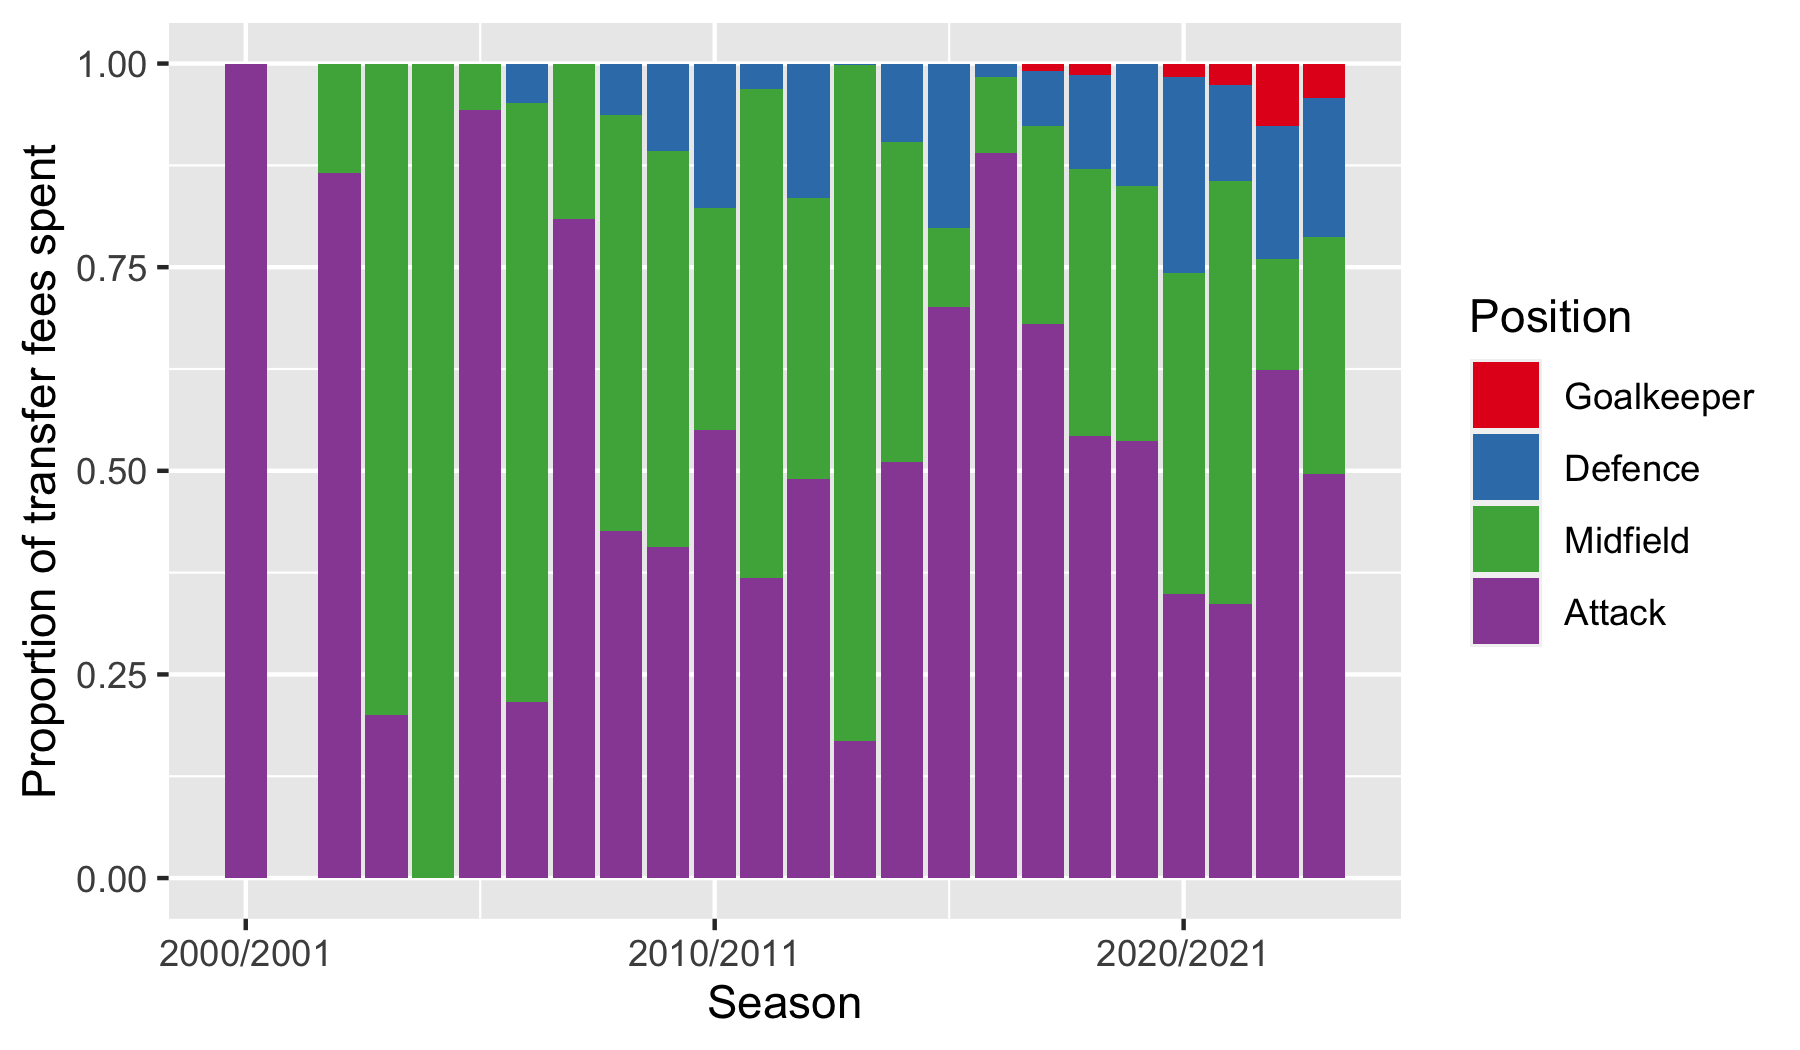 Proportion of transfer fees spent
1.00
0.75
0.50
0.25
0.00
2000/2001
2010/2011
2020/2021
Season
Position
Goalkeeper
Defence
Midfield
Attack